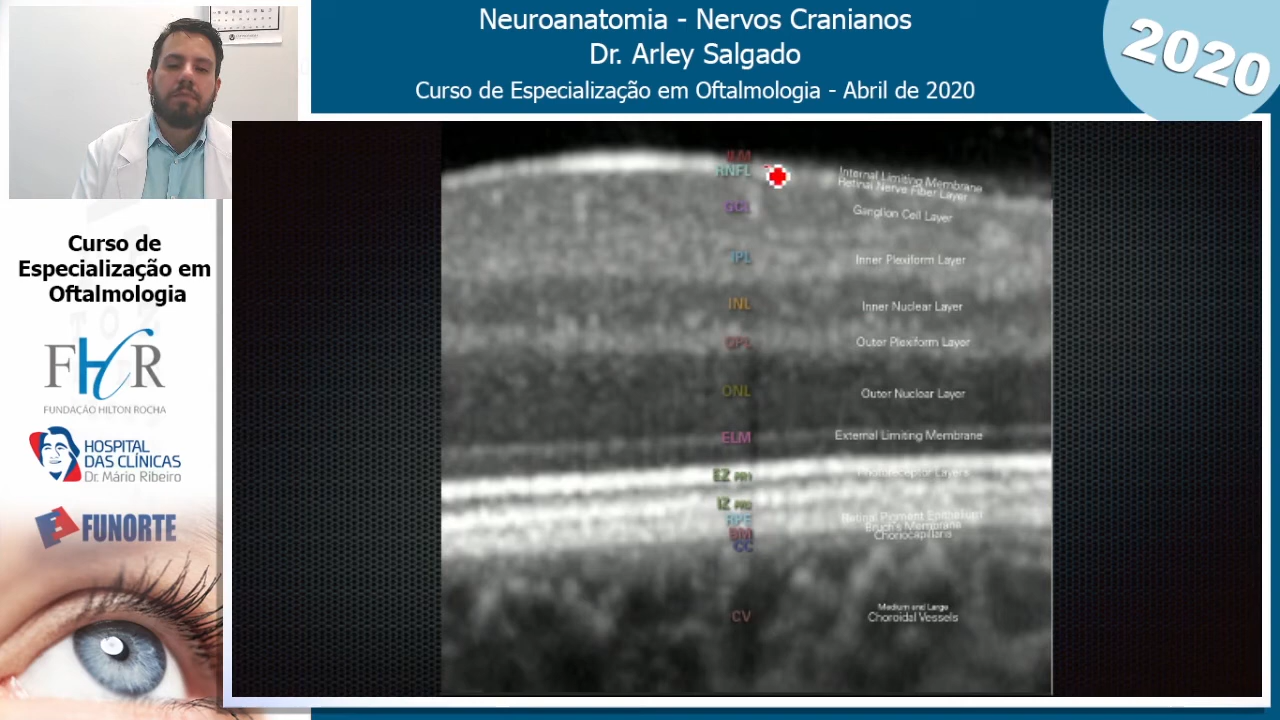 Neuroanatomia - Nervos Cranianos
Dr. Arley Salgado
Curso de Especialização em Oftalmologia - Abril de 2020
2020
Curso de
Especialização em
Oftalmologia
FHR
FUNDAÇÃO HILTON ROCHA
HOSPITAL
DAS CLÍNICAS
Dr. Mário Ribeiro
FUNORTE
ILM
RNFL
Internal Limiting Membrane
Retinal Nerve Fiber Layer
GCL
Ganglion Cell Layer
IPL
Inner Plexiform Layer
INL
Inner Nuclear Layer
OPL
Outer Plexiform Layer
ONL
Outer Nuclear Layer
ELM
External Limiting Membrane
EZ PR1
Photoreceptor Layers
IZ PR2
RPE
Retinal Pigment Epithelium
BM
Bruch's Membrane
CC
Choriocapillaris
CV
Medium and Large
Choroidal Vessels